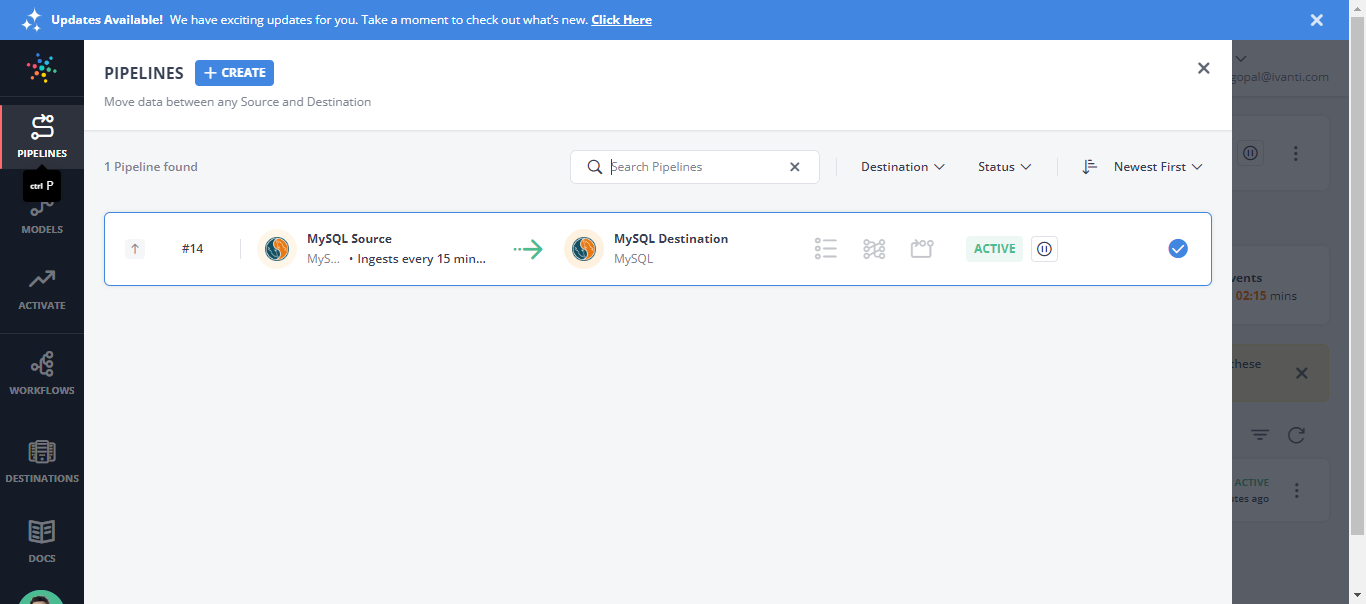 Updates Available! We have exciting updates for you. Take a moment to check out what's new. Click Here
PIPELINES
ctrl P
MODELS
ACTIVATE
WORKFLOWS
DESTINATIONS
DOCS
PIPELINES + CREATE
Move data between any Source and Destination
1 Pipeline found
Search Pipelines
Destination
Status
Newest First
#14
MySQL Source
MyS... • Ingests every 15 min...
MySQL Destination
MySQL
ACTIVE
gopal@ivanti.com
02:15 mins
these
ACTIVE
ago